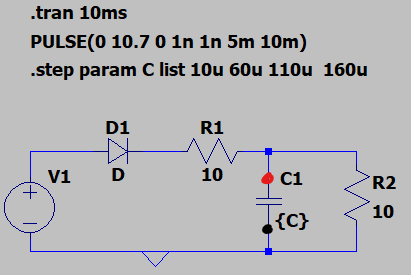 .tran 10ms
PULSE(0 10.7 0 1n 1n 5m 10m)
.step param C list 10u 60u 110u 160u
D1 R1
V1 D 10 C1 R2
{C} 10